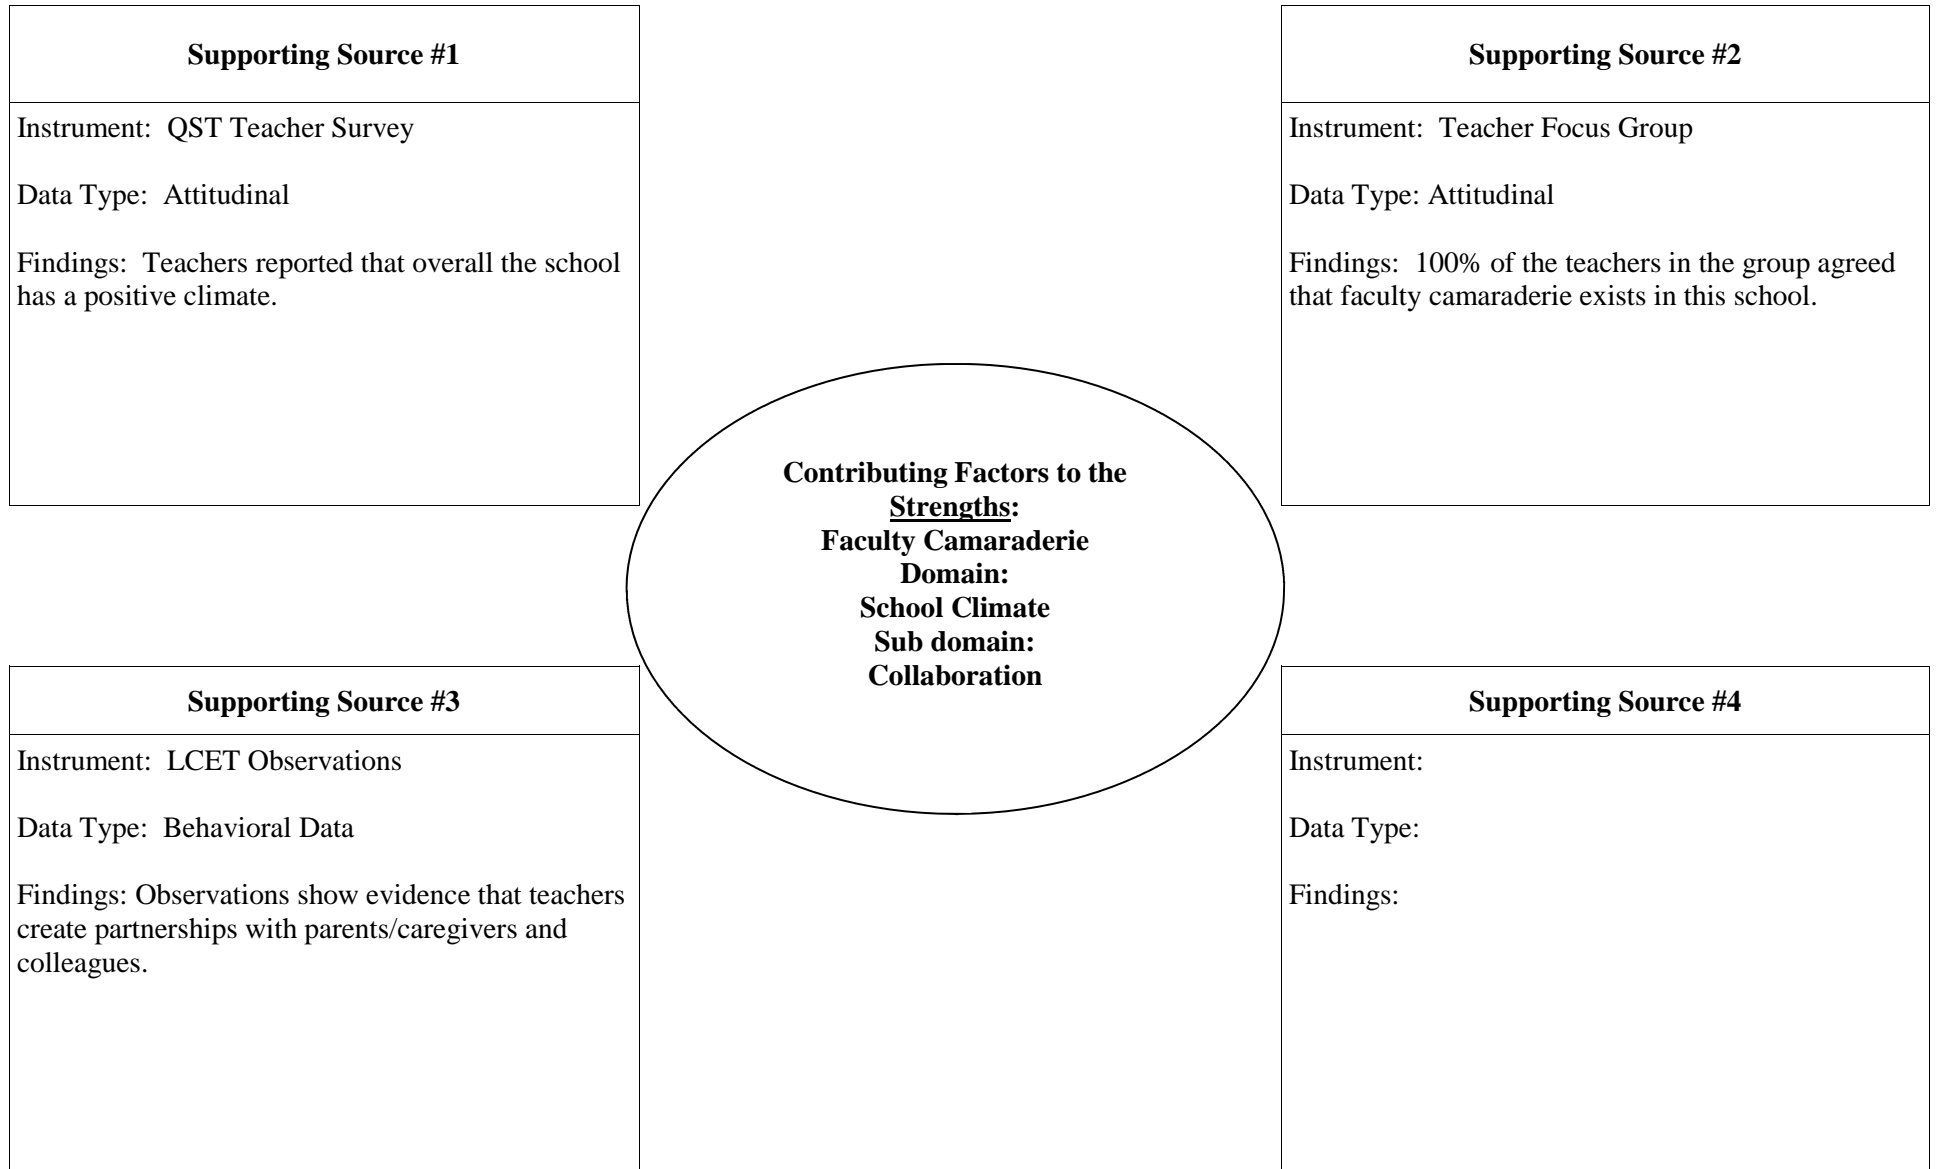 Supporting Source #1
Instrument:  QST Teacher Survey
Data Type:  Attitudinal
Findings:  Teachers reported that overall the school
has a positive climate.
Supporting Source #2
Instrument:  Teacher Focus Group
Data Type: Attitudinal
Findings:  100% of the teachers in the group agreed
that faculty camaraderie exists in this school.
Contributing Factors to the
Strengths:
Faculty Camaraderie
Domain:
School Climate
Sub domain:
Collaboration
Supporting Source #3
Instrument:  LCET Observations
Data Type:  Behavioral Data
Findings: Observations show evidence that teachers
create partnerships with parents/caregivers and
colleagues.
Supporting Source #4
Instrument:
Data Type:
Findings: